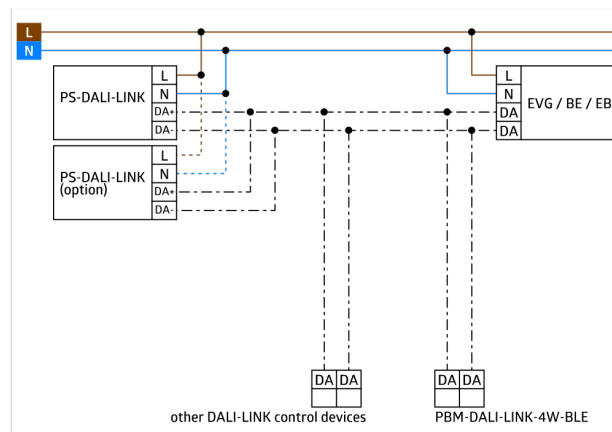 L
N
PS-DALI-LINK
L
N
DA+
DA-
EVG / BE / EB
L
N
DA
DA
PS-DALI-LINK
(option)
L
N
DA+
DA-
DA DA
other DALI-LINK control devices
DA DA
PBM-DALI-LINK-4W-BLE